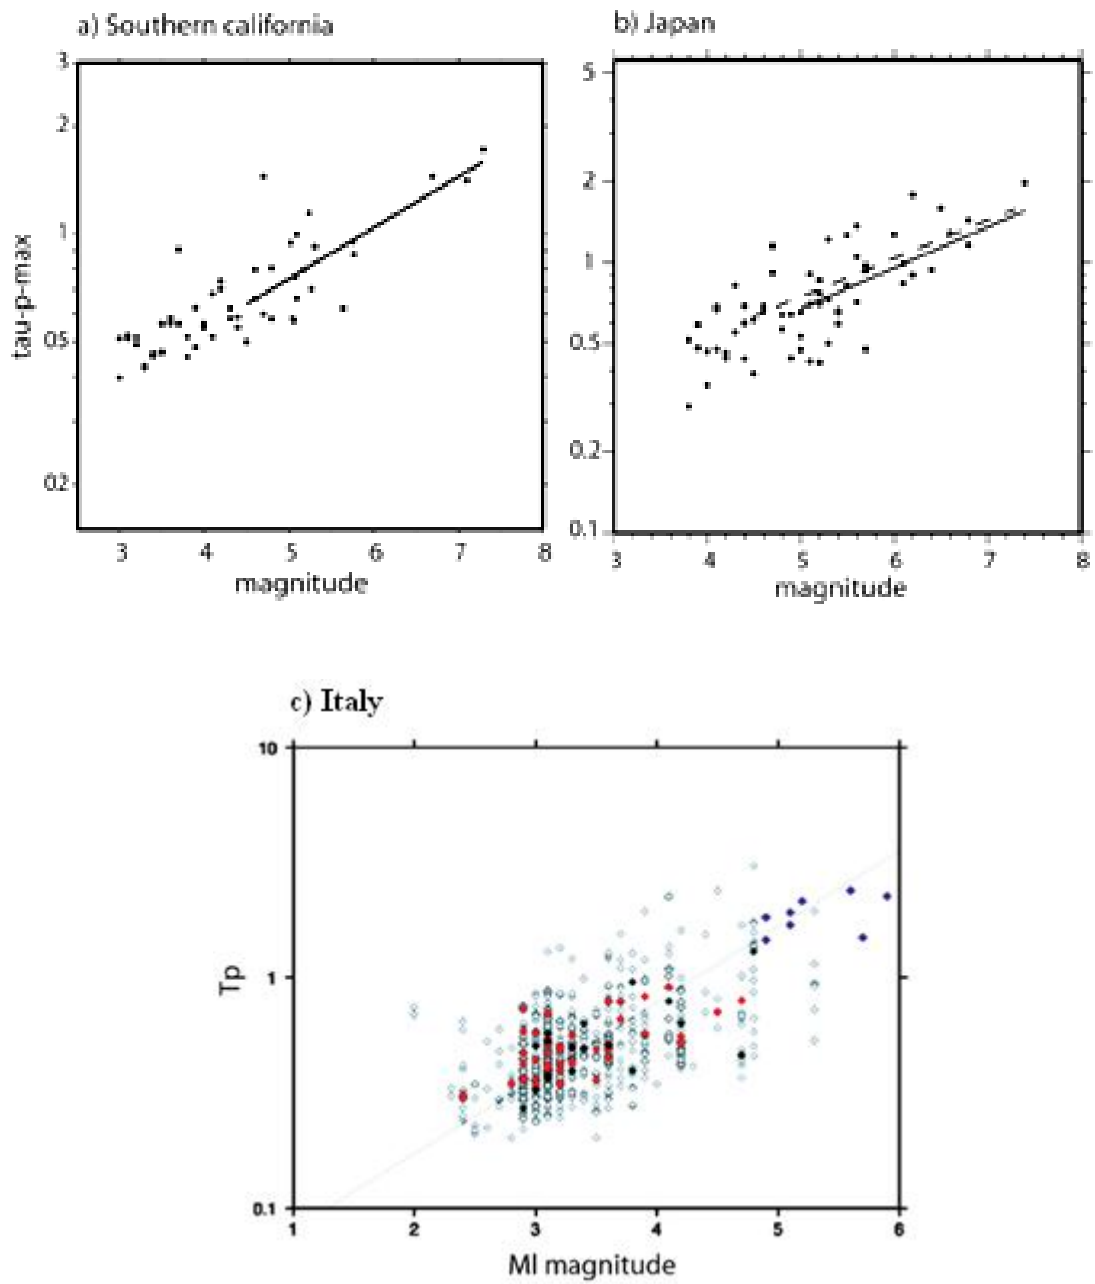 a) Southern california
b) Japan
3
2
1
0.5
0.2
tau-p-max
3 4 5 6 7 8
magnitude
5
2
1
0.5
0.2
0.1
3 4 5 6 7 8
magnitude
c) Italy
10
1
0.1
Tp
1 2 3 4 5 6
Ml magnitude